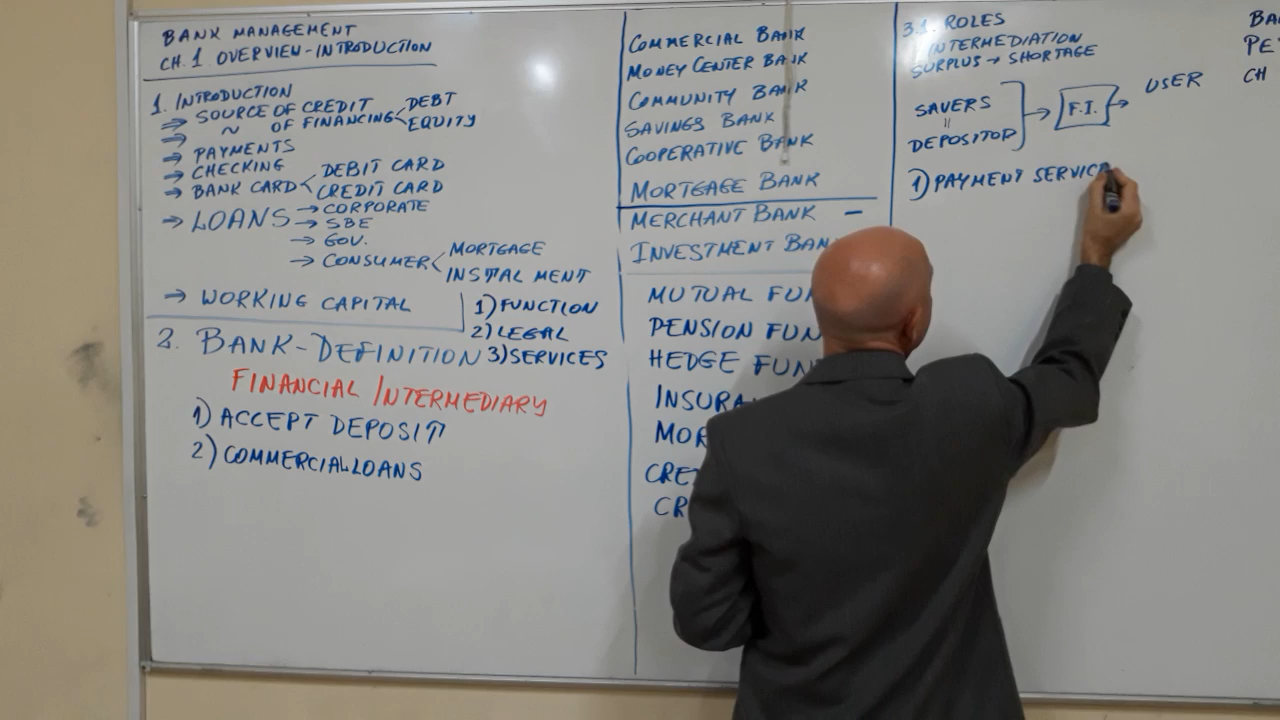 BANK MANAGEMENT
CH. 1 OVERVIEW-INTRODUCTION
1. INTRODUCTION
⇒ SOURCE OF CREDIT
⇒ ~ OF FINANCING < DEBT
EQUITY
→ PAYMENTS
→ CHECKING
→ BANK CARD < DEBIT CARD
CREDIT CARD
→ LOANS → CORPORATE
→ SBE
→ GOV.
→ CONSUMER < MORTGAGE
INSTALMENT
→ WORKING CAPITAL
1) FUNCTION
2) LEGAL
3) SERVICES
2. BANK-DEFINITION
FINANCIAL INTERMEDIARY
1) ACCEPT DEPOSIT
2) COMMERCIAL LOANS
COMMERCIAL BANK
MONEY CENTER BANK
COMMUNITY BANK
SAVINGS BANK
COOPERATIVE BANK
MORTGAGE BANK
MERCHANT BANK -
INVESTMENT BAN
MUTUAL FU
PENSION FUN
HEDGE FUN
INSURA
MOR
CRE
CR
3.1. ROLES
INTERMEDIATION
SURPLUS → SHORTAGE
SAVERS
=
DEPOSITOR
→ F.I. → USER
1) PAYMENT SERVICE
BA
PE
CH